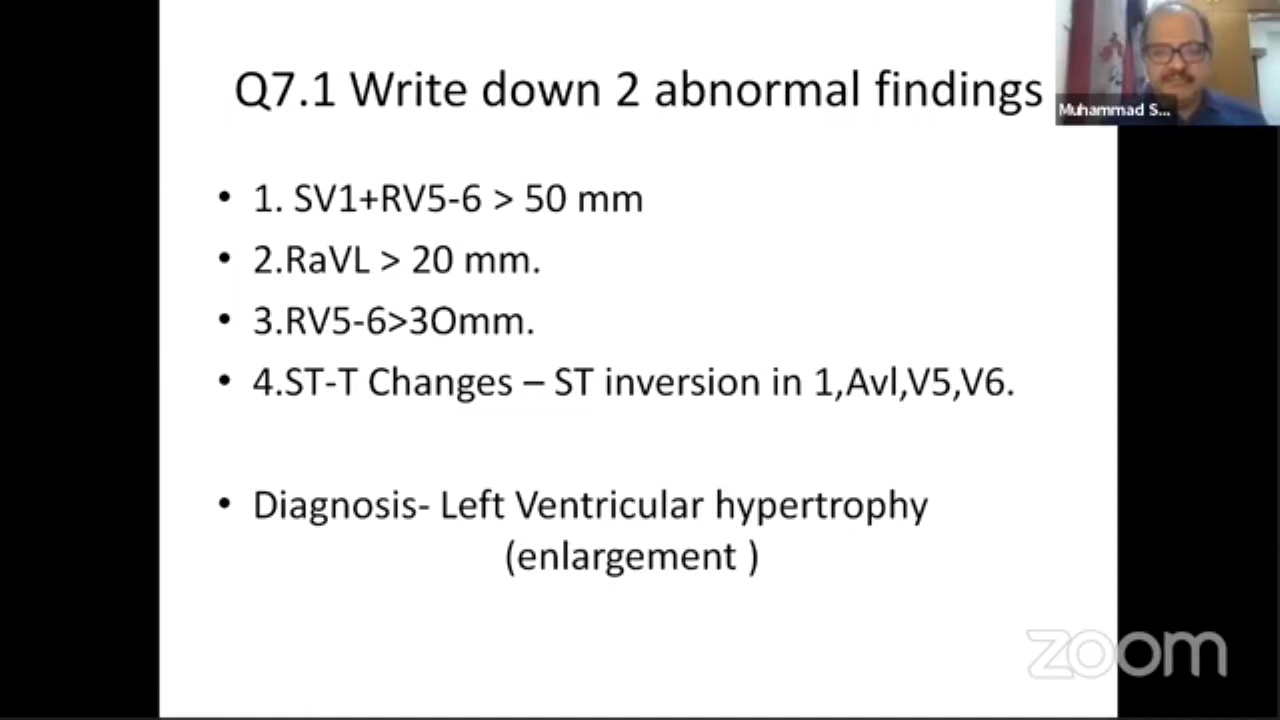 Q7.1 Write down 2 abnormal findings
Muhammad S...
• 1. SV1+RV5-6 > 50 mm
• 2.RaVL > 20 mm.
• 3.RV5-6>3Omm.
• 4.ST-T Changes – ST inversion in 1,Avl,V5,V6.
• Diagnosis- Left Ventricular hypertrophy
(enlargement )
zoom